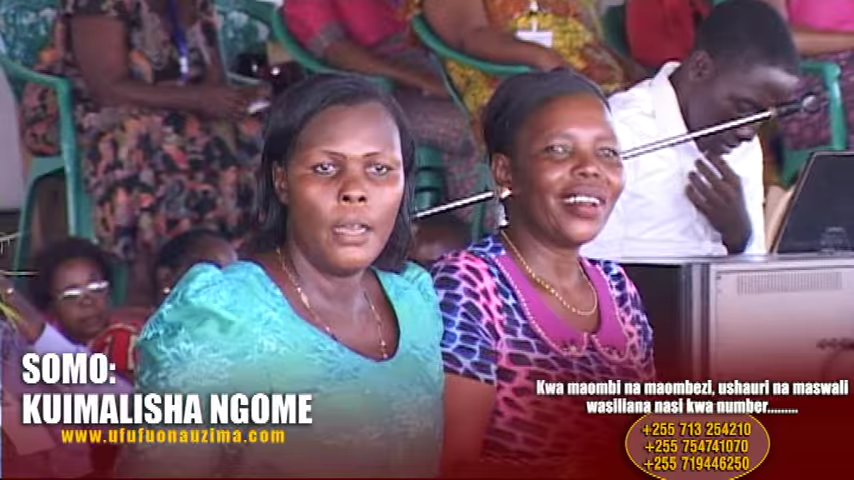 SOMO:
KUIMALISHA NGOME
www.ufufuonauzima.com
Kwa maombi na maombezi, ushauri na maswali
wasiliana nasi kwa number.........
+255 713 254210
+255 754741070
+255 719446250